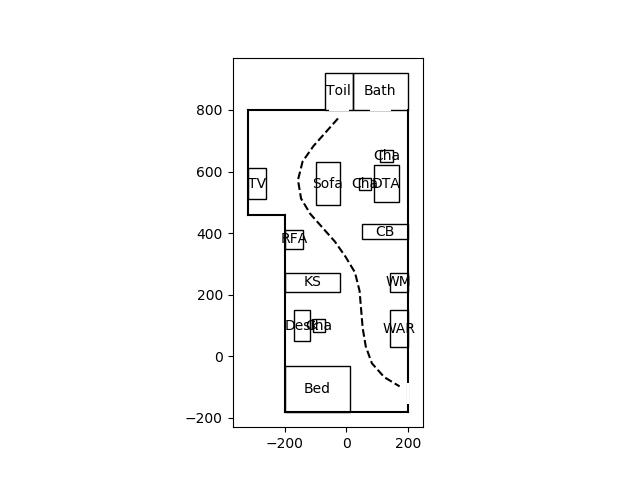 Toil Bath
800
Cha
600
TV Sofa Cha DTA
400
CB
RFA
KS WM
200
Desk Cha WAR
0
Bed
−200
−200 0 200